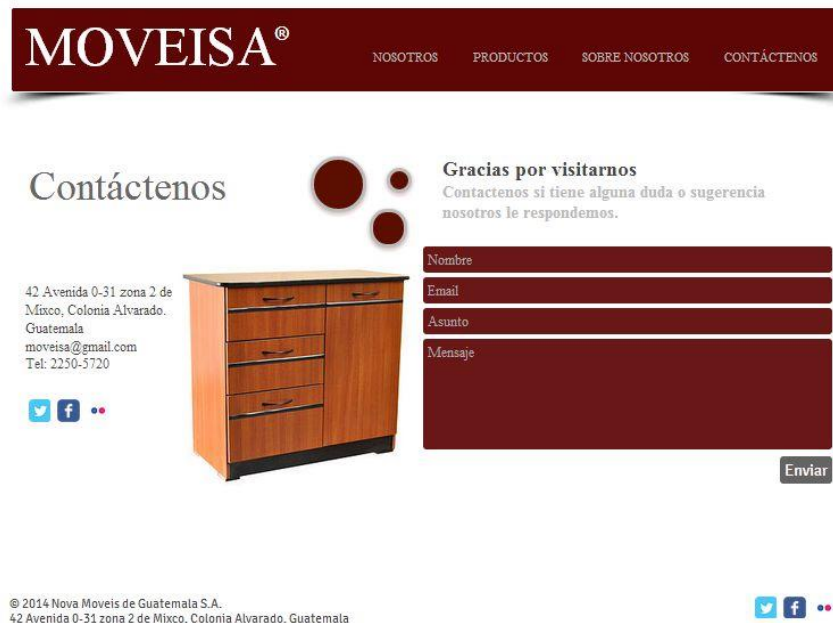 MOVEISA®
NOSOTROS PRODUCTOS SOBRE NOSOTROS CONTÁCTENOS
Contáctenos
Gracias por visitarnos
Contactenos si tiene alguna duda o sugerencia
nosotros le respondemos.
42 Avenida 0-31 zona 2 de
Mixco, Colonia Alvarado.
Guatemala
moveisa@gmail.com
Tel: 2250-5720
Nombre
Email
Asunto
Mensaje
Enviar
© 2014 Nova Moveis de Guatemala S.A.
42 Avenida 0-31 zona 2 de Mixco, Colonia Alvarado. Guatemala